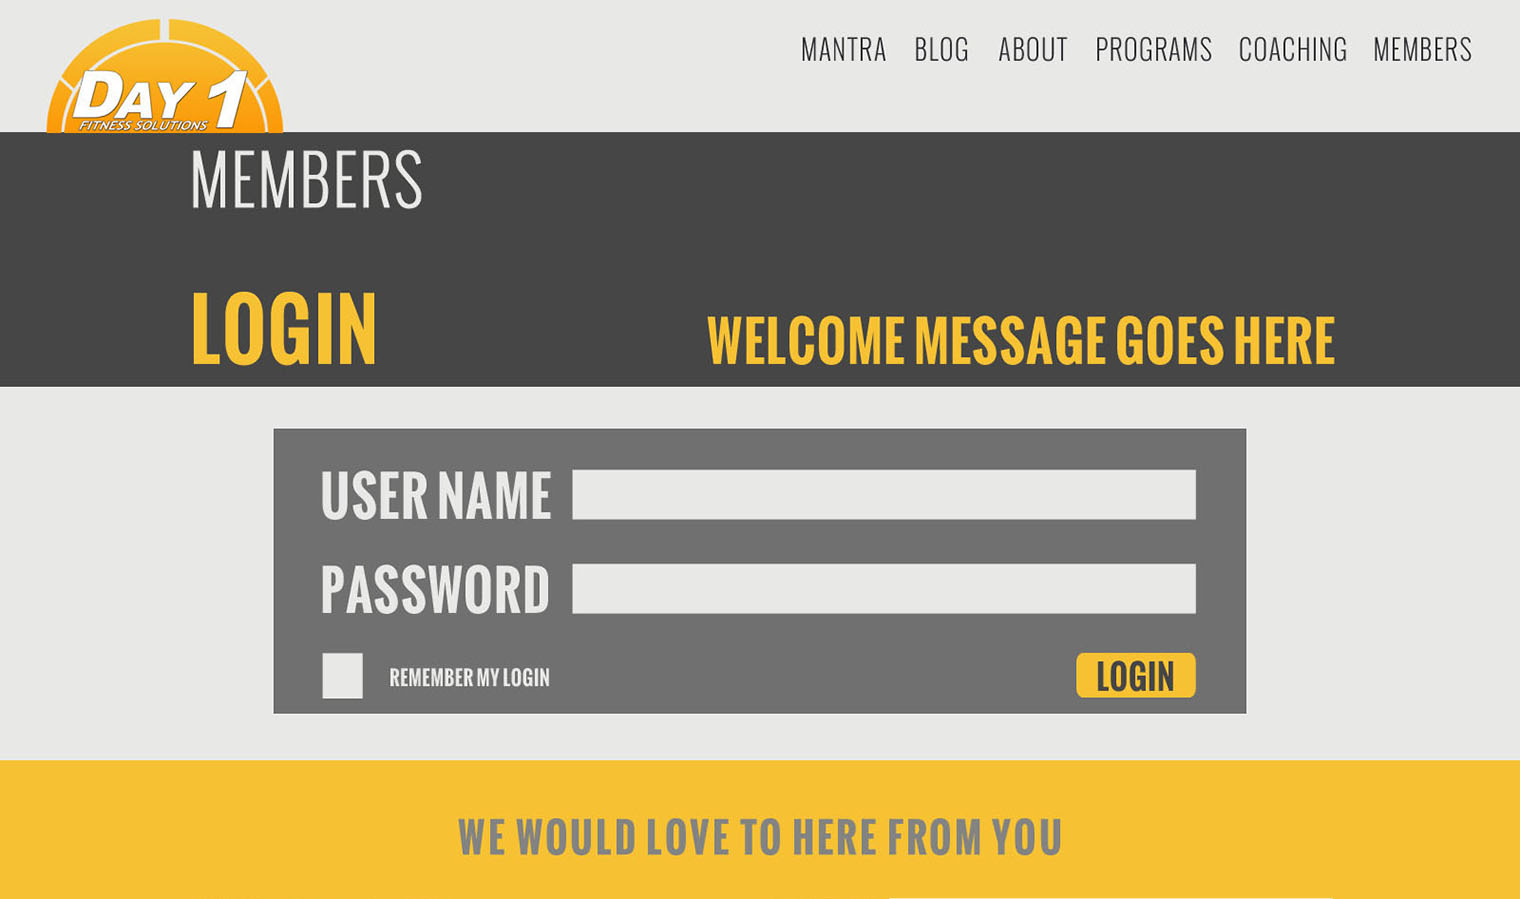 DAY 1
FITNESS SOLUTIONS
MANTRA BLOG ABOUT PROGRAMS COACHING MEMBERS
MEMBERS
LOGIN
WELCOME MESSAGE GOES HERE
USER NAME
PASSWORD
REMEMBER MY LOGIN
LOGIN
WE WOULD LOVE TO HERE FROM YOU